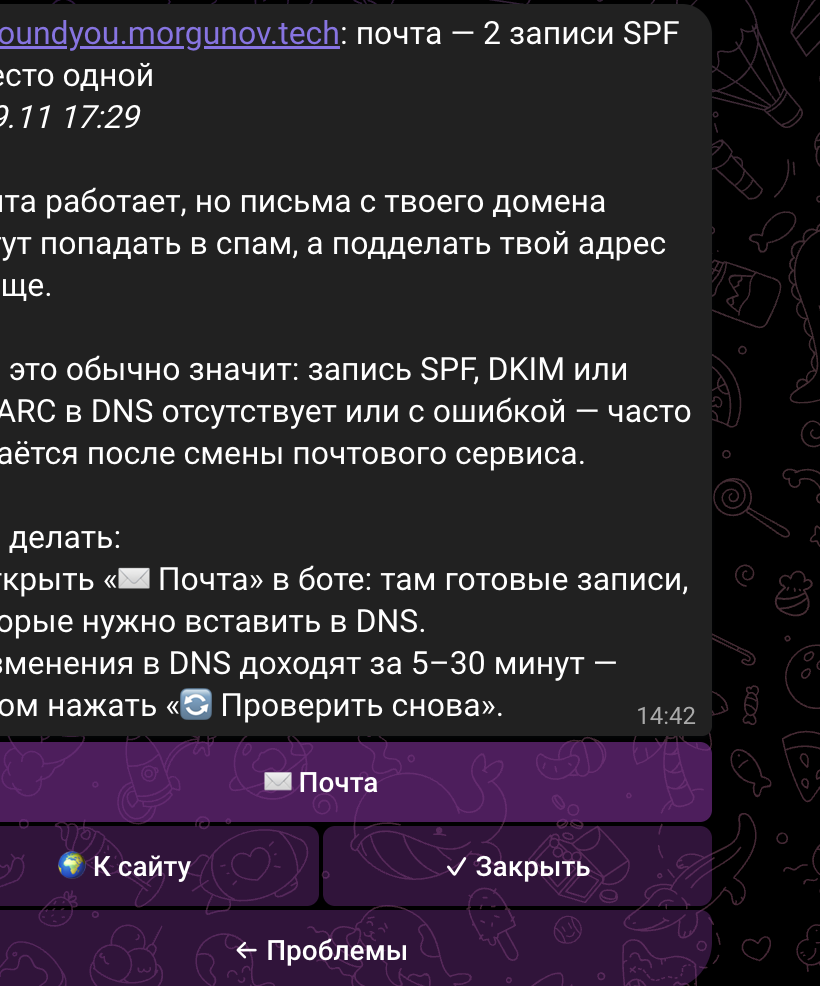 oundyou.morgunov.tech: почта — 2 записи SPF
есто одной
9.11 17:29
та работает, но письма с твоего домена
ут попадать в спам, а подделать твой адрес
ще.
это обычно значит: запись SPF, DKIM или
ARC в DNS отсутствует или с ошибкой — часто
аётся после смены почтового сервиса.
делать:
крыть «✉️ Почта» в боте: там готовые записи,
орые нужно вставить в DNS.
зменения в DNS доходят за 5–30 минут —
ом нажать «🔄 Проверить снова».
14:42
✉️ Почта
🌍 К сайту
✓ Закрыть
← Проблемы